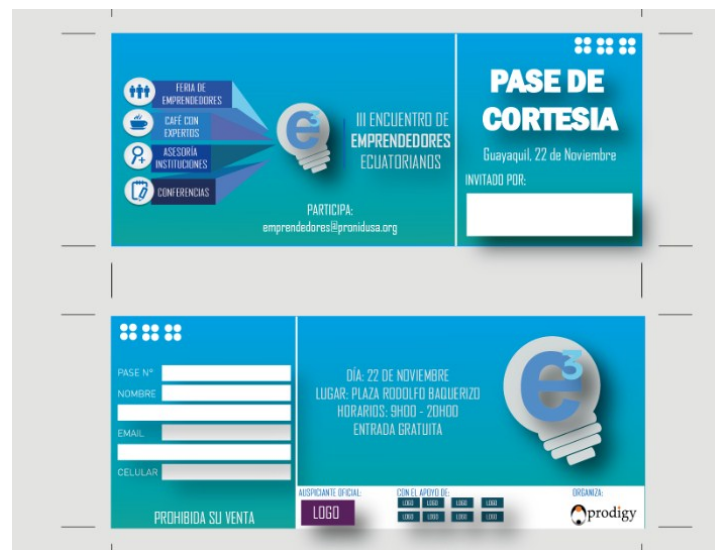 FERIA DE
EMPRENDEDORES
CAFÉ CON
EXPERTOS
ASESORÍA
INSTITUCIONES
CONFERENCIAS
e3
III ENCUENTRO DE
EMPRENDEDORES
ECUATORIANOS
PARTICIPA:
emprendedores@pronidusa.org
PASE DE
CORTESIA
Guayaquil, 22 de Noviembre
INVITADO POR:
PASE Nº
NOMBRE
EMAIL
CELULAR
PROHIBIDA SU VENTA
DÍA: 22 DE NOVIEMBRE
LUGAR: PLAZA RODOLFO BAQUERIZO
HORARIOS: 9H00 - 20H00
ENTRADA GRATUITA
e3
AUSPICIANTE OFICIAL:
LOGO
CON EL APOYO DE:
LOGO LOGO LOGO LOGO
LOGO LOGO LOGO LOGO
ORGANIZA:
prodigy